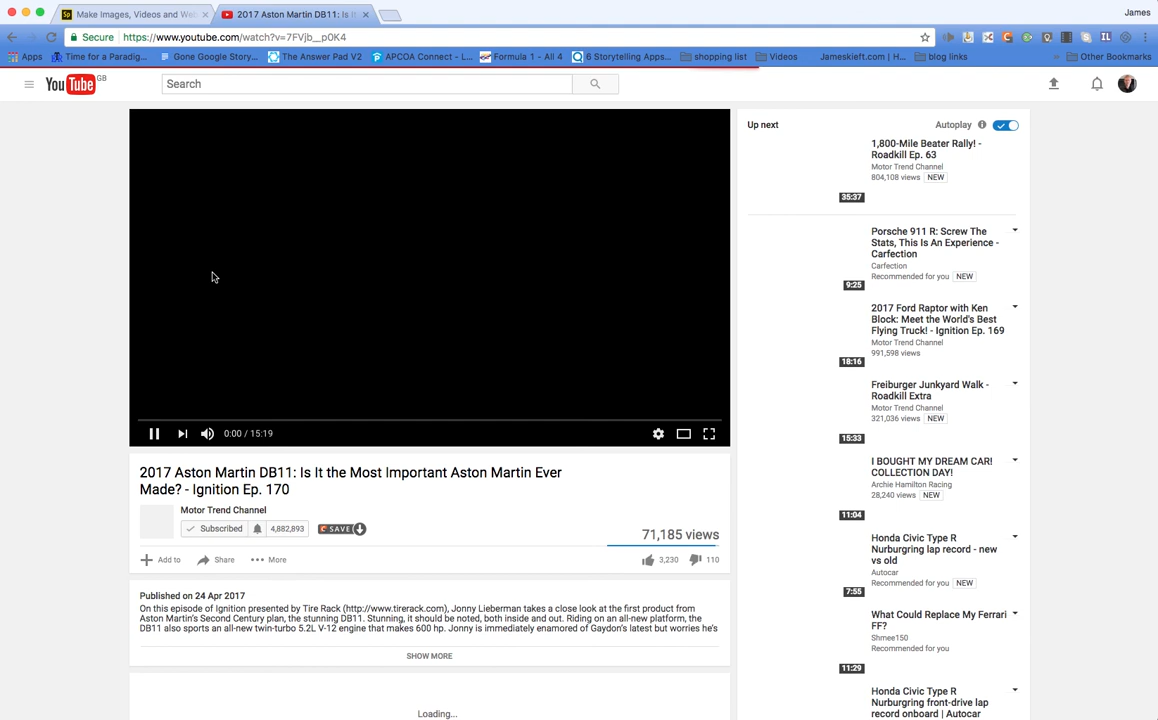 Make Images, Videos and Web
2017 Aston Martin DB11: Is It
James
Secure
https://www.youtube.com/watch?v=7FVjb__p0K4
Apps
Time for a Paradig...
Gone Google Story...
The Answer Pad V2
APCOA Connect - L...
Formula 1 - All 4
6 Storytelling Apps...
shopping list
Videos
Jameskieft.com | H...
blog links
Other Bookmarks
YouTube GB
Search
Up next
Autoplay
1,800-Mile Beater Rally! -
Roadkill Ep. 63
Motor Trend Channel
804,108 views NEW
35:37
Porsche 911 R: Screw The
Stats, This Is An Experience -
Carfection
Carfection
Recommended for you NEW
9:25
2017 Ford Raptor with Ken
Block: Meet the World's Best
Flying Truck! - Ignition Ep. 169
Motor Trend Channel
991,598 views
18:16
Freiburger Junkyard Walk -
Roadkill Extra
Motor Trend Channel
321,036 views NEW
15:33
I BOUGHT MY DREAM CAR!
COLLECTION DAY!
Archie Hamilton Racing
28,240 views NEW
11:04
Honda Civic Type R
Nurburgring lap record - new
vs old
Autocar
Recommended for you NEW
7:55
What Could Replace My Ferrari
FF?
Shmee150
Recommended for you
11:29
Honda Civic Type R
Nurburgring front-drive lap
record onboard | Autocar
0:00 / 15:19
2017 Aston Martin DB11: Is It the Most Important Aston Martin Ever
Made? - Ignition Ep. 170
Motor Trend Channel
Subscribed
4,882,893
SAVE
71,185 views
Add to
Share
More
3,230
110
Published on 24 Apr 2017
On this episode of Ignition presented by Tire Rack (http://www.tirerack.com), Jonny Lieberman takes a close look at the first product from
Aston Martin's Second Century plan, the stunning DB11. Stunning, it should be noted, both inside and out. Riding on an all-new platform, the
DB11 also sports an all-new twin-turbo 5.2L V-12 engine that makes 600 hp. Jonny is immediately enamored of Gaydon's latest but worries he's
SHOW MORE
Loading...